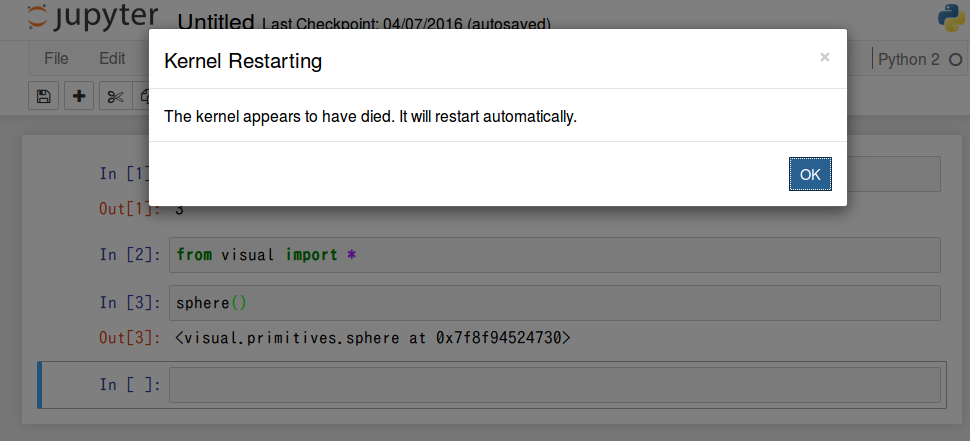 jupyter Untitled Last Checkpoint: 04/07/2016 (autosaved)
Kernel Restarting ×
File Edit Python 2
The kernel appears to have died. It will restart automatically.
OK
In [1]
Out[1]: 3
In [2]: from visual import *
In [3]: sphere()
Out[3]: <visual.primitives.sphere at 0x7f8f94524730>
In [ ]: